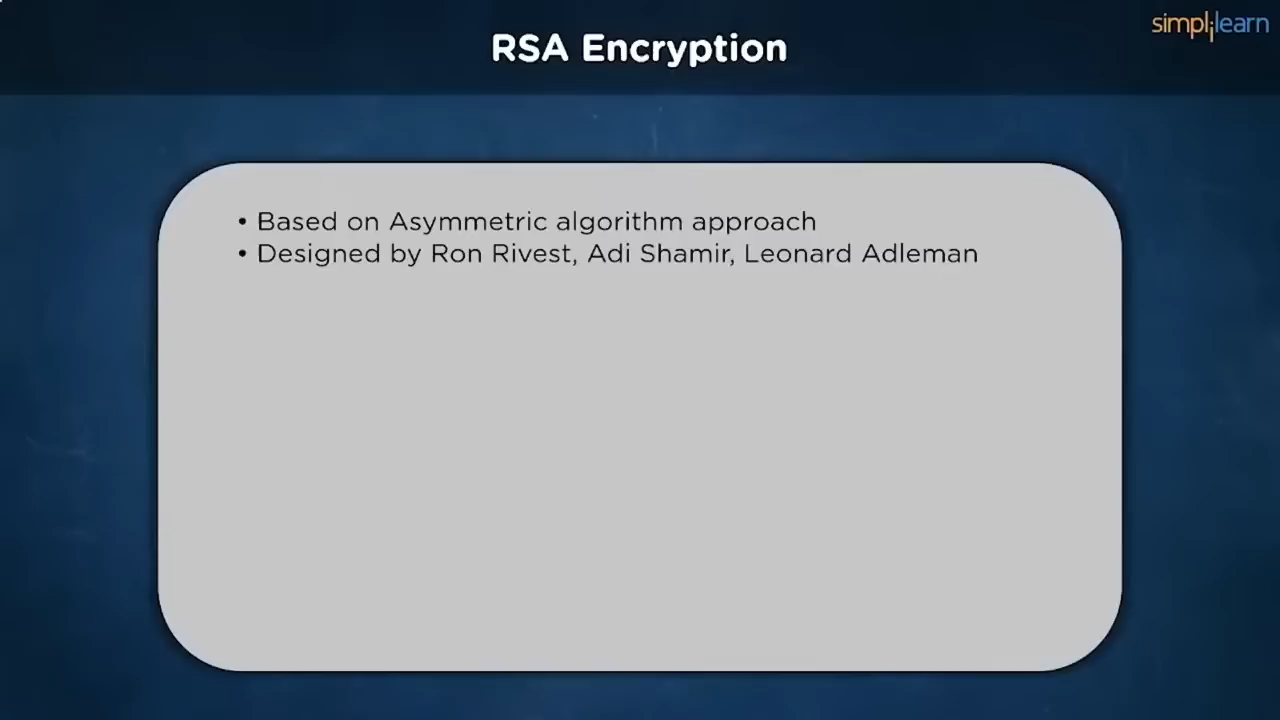 RSA Encryption
simplilearn
• Based on Asymmetric algorithm approach
• Designed by Ron Rivest, Adi Shamir, Leonard Adleman